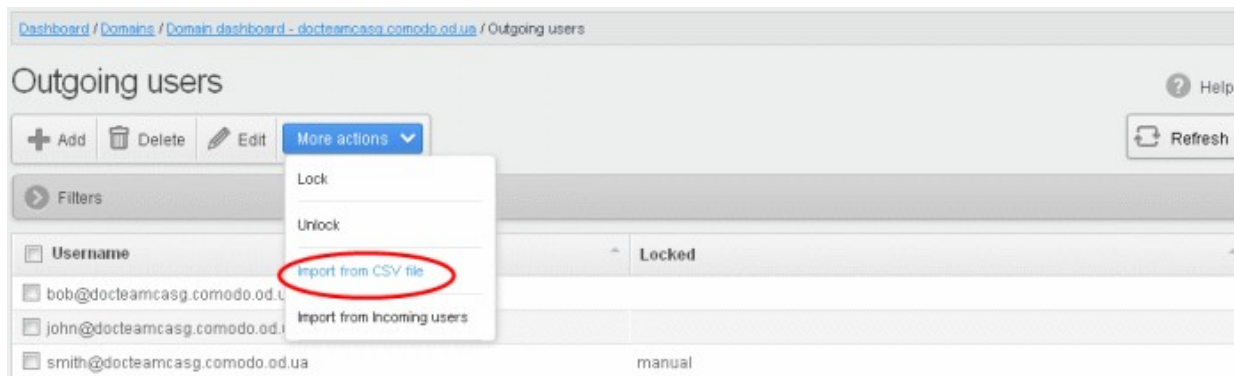 Dashboard / Domains / Domain dashboard - docteamcasg.comodo.od.ua / Outgoing users
Outgoing users
Help
Add Delete Edit More actions
Refresh
Lock
Filters
Unlock
Username Locked
Import from CSV file
bob@docteamcasg.comodo.od.u
Import from Incoming users
john@docteamcasg.comodo.od.
smith@docteamcasg.comodo.od.ua manual